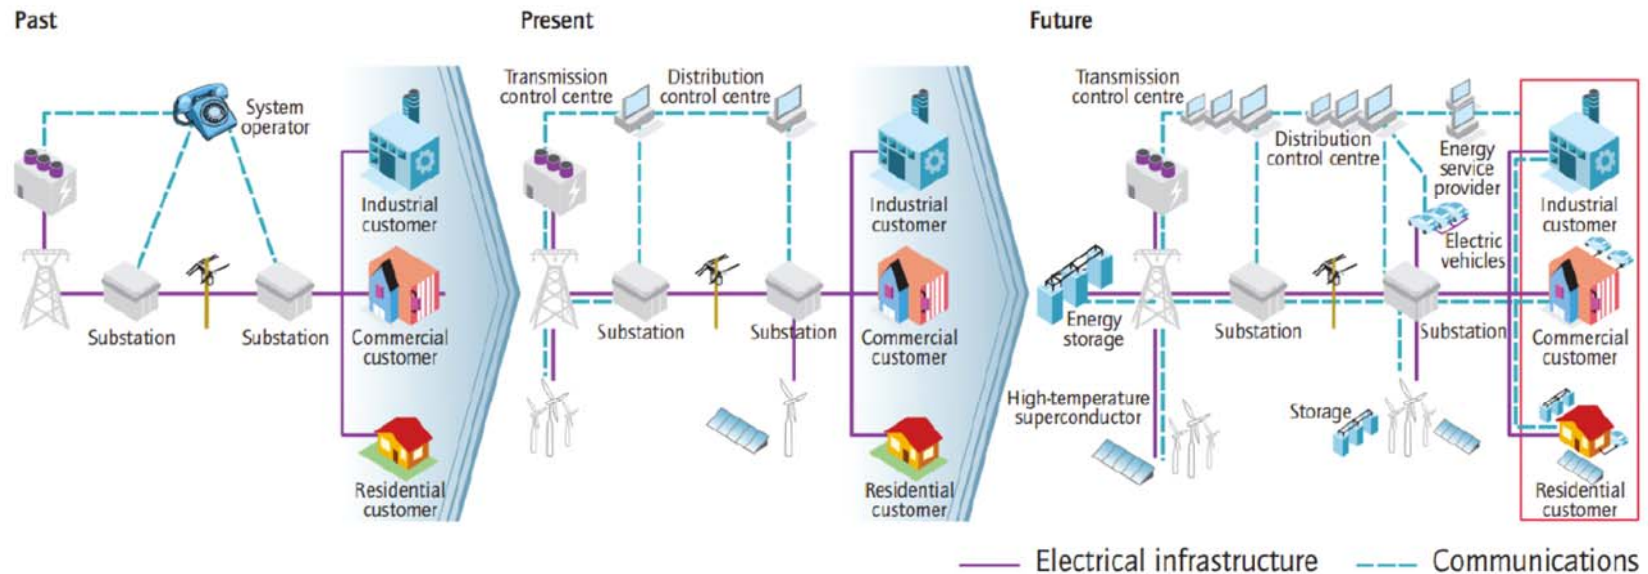 Past
System
operator
Substation
Substation
Industrial
customer
Commercial
customer
Residential
customer
Present
Transmission
control centre
Distribution
control centre
Substation
Substation
Industrial
customer
Commercial
customer
Residential
customer
Future
Transmission
control centre
Distribution
control centre
Energy
service
provider
Electric
vehicles
Energy
storage
Substation
Substation
High-temperature
superconductor
Storage
Industrial
customer
Commercial
customer
Residential
customer
Electrical infrastructure
Communications